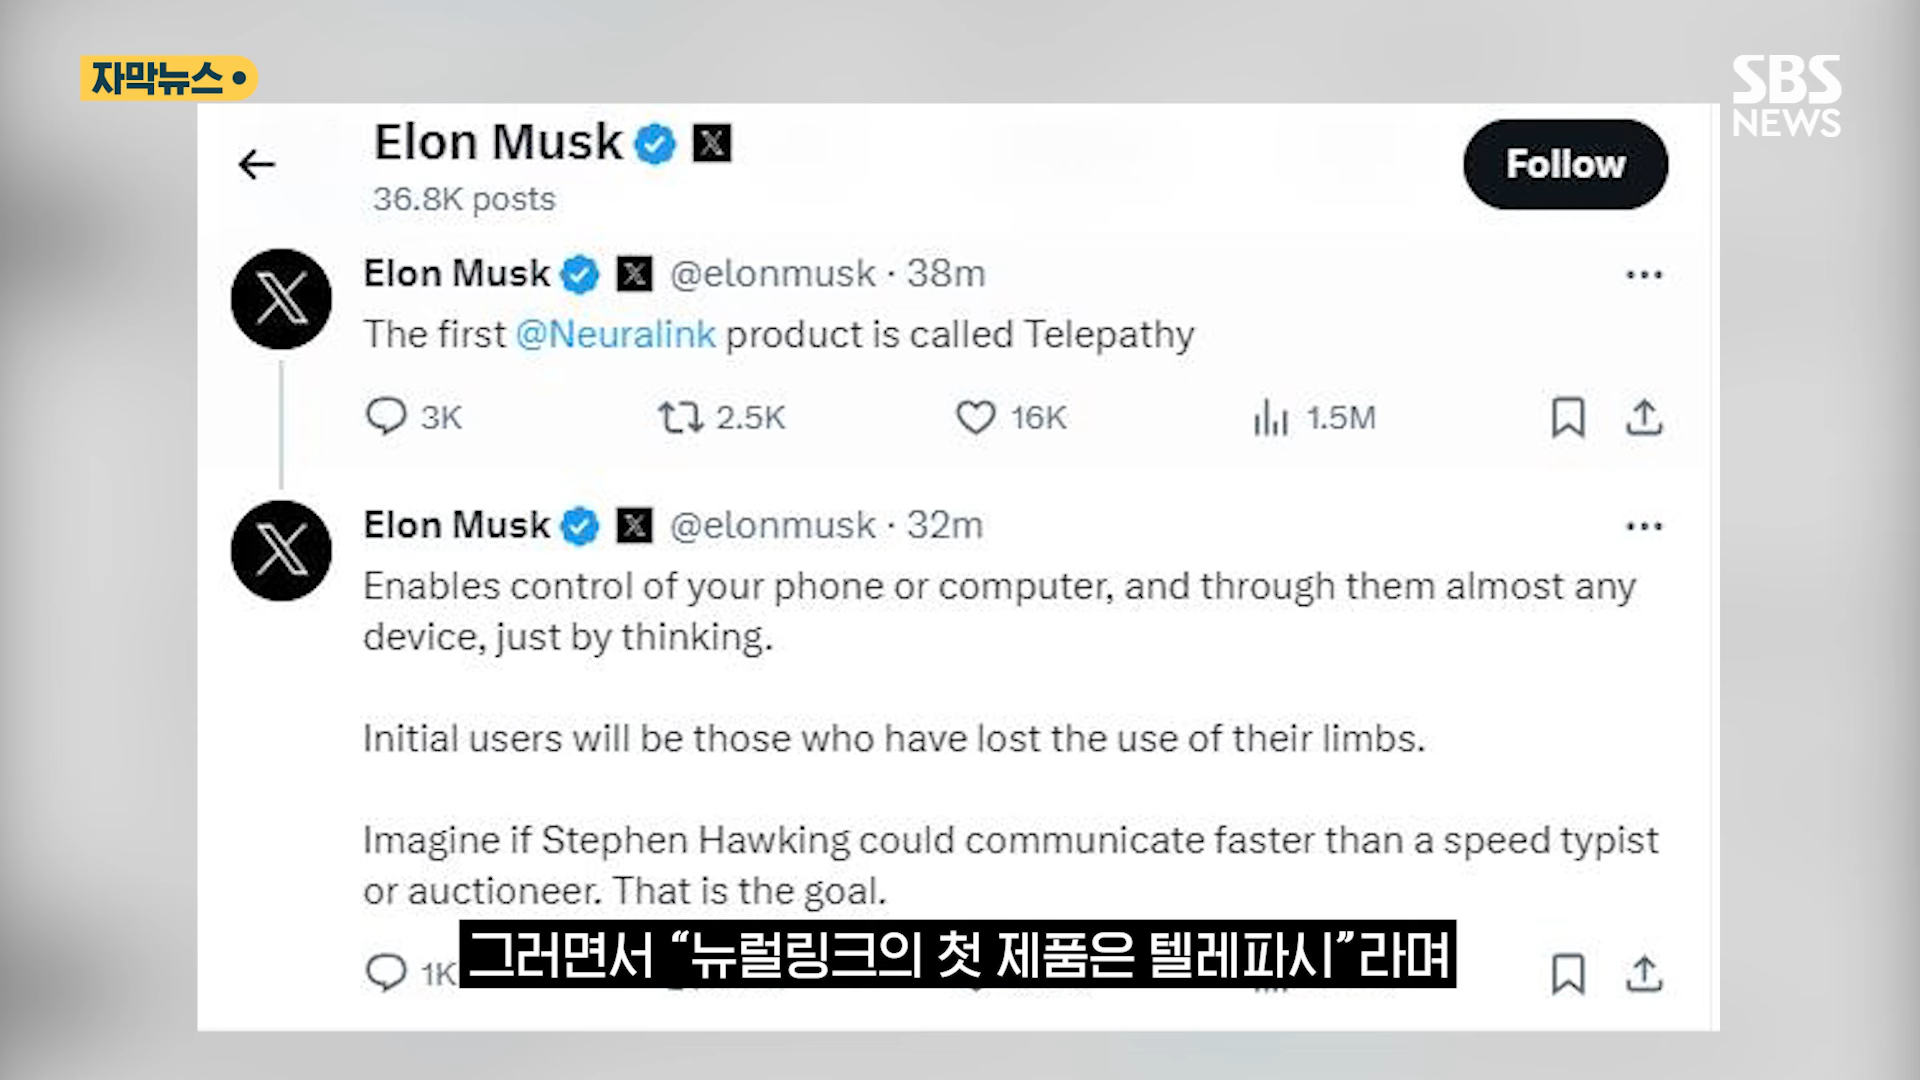 자막뉴스
SBS
NEWS
Elon Musk
36.8K posts
Follow
Elon Musk @elonmusk · 38m
The first @Neuralink product is called Telepathy
3K 2.5K 16K 1.5M
Elon Musk @elonmusk · 32m
Enables control of your phone or computer, and through them almost any
device, just by thinking.
Initial users will be those who have lost the use of their limbs.
Imagine if Stephen Hawking could communicate faster than a speed typist
or auctioneer. That is the goal.
1K
그러면서 “뉴럴링크의 첫 제품은 텔레파시”라며